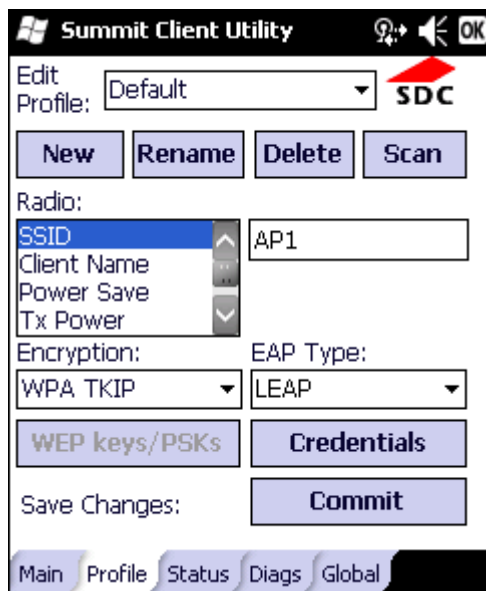 Summit Client Utility OK
Edit
Profile: Default
SDC
New Rename Delete Scan
Radio:
SSID AP1
Client Name
Power Save
Tx Power
Encryption: EAP Type:
WPA TKIP LEAP
WEP keys/PSKs Credentials
Save Changes: Commit
Main Profile Status Diags Global